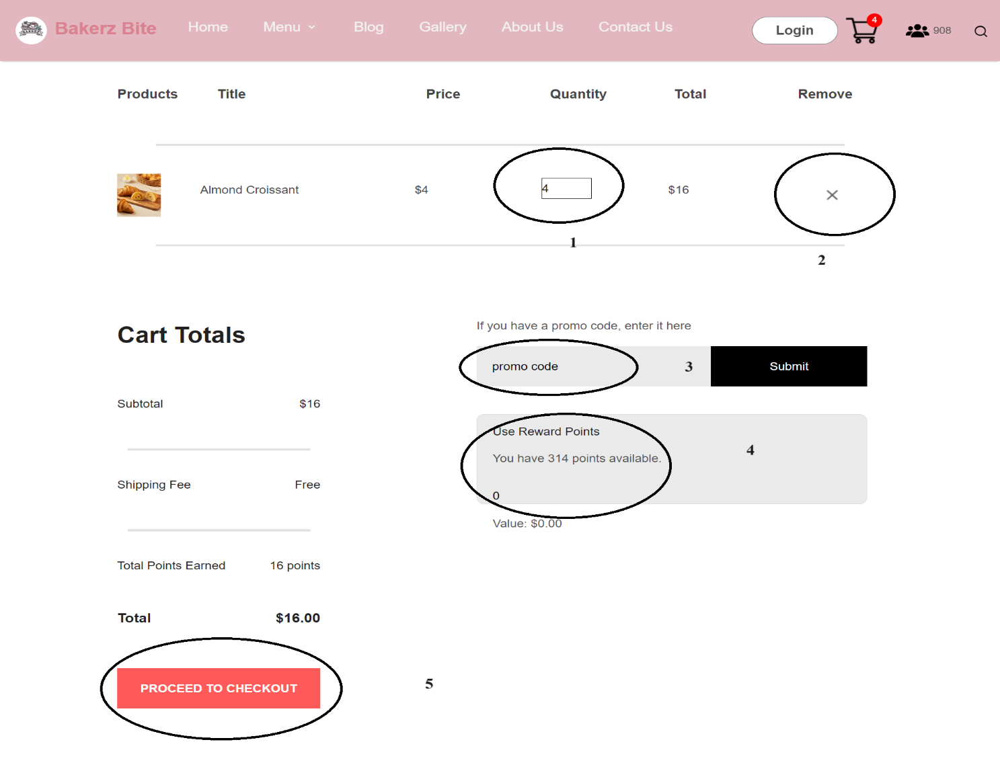 BAKERZ
Bakerz Bite
Home
Menu
Blog
Gallery
About Us
Contact Us
Login
4
908
Products Title Price Quantity Total Remove
Almond Croissant $4 4 $16
1
2
Cart Totals
Subtotal $16
Shipping Fee Free
Total Points Earned 16 points
Total $16.00
PROCEED TO CHECKOUT
5
If you have a promo code, enter it here
promo code 3 Submit
Use Reward Points
4
You have 314 points available.
0
Value: $0.00